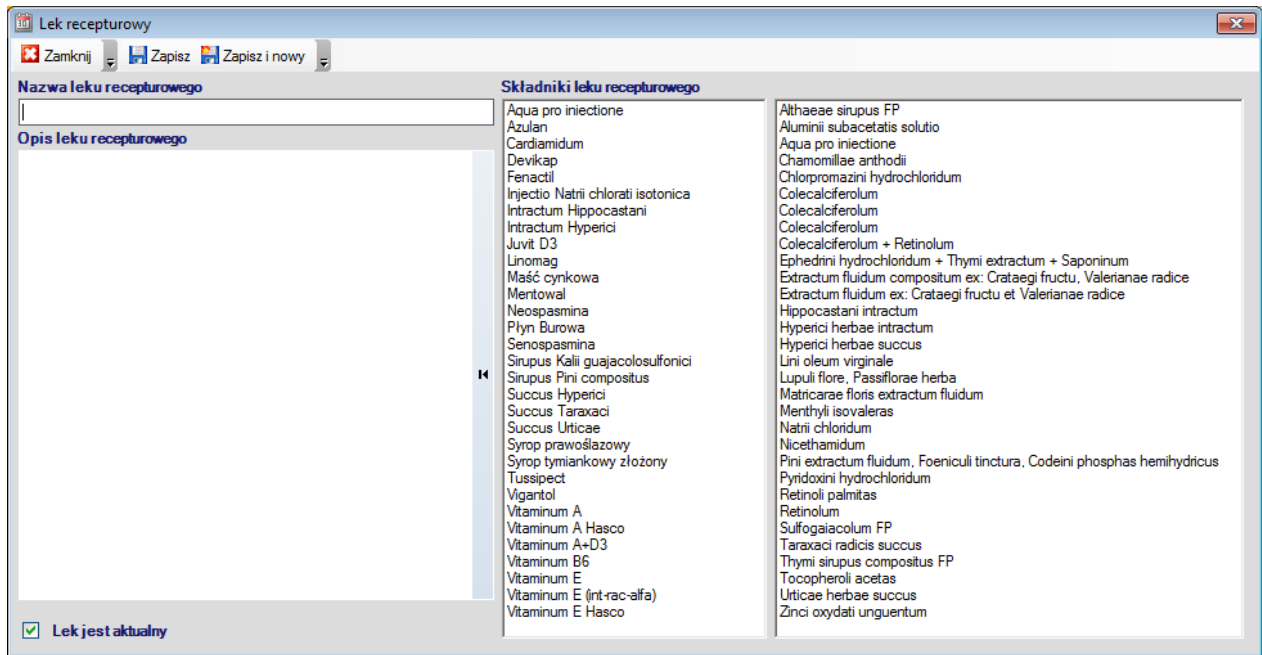 Lek recepturowy
Zamknij Zapisz Zapisz i nowy
Nazwa leku recepturowego
Opis leku recepturowego
Składniki leku recepturowego
Aqua pro iniectione
Azulan
Cardiamidum
Devikap
Fenactil
Injectio Natrii chlorati isotonica
Intractum Hippocastani
Intractum Hyperici
Juvit D3
Linomag
Maść cynkowa
Mentowal
Neospasmina
Płyn Burowa
Senospasmina
Sirupus Kalii guajacolosulfonici
Sirupus Pini compositus
Succus Hyperici
Succus Taraxaci
Succus Urticae
Syrop prawoślazowy
Syrop tymiankowy złożony
Tussipect
Vigantol
Vitaminum A
Vitaminum A Hasco
Vitaminum A+D3
Vitaminum B6
Vitaminum E
Vitaminum E (int-rac-alfa)
Vitaminum E Hasco
Althaeae sirupus FP
Aluminii subacetatis solutio
Aqua pro iniectione
Chamomillae anthodii
Chlorpromazini hydrochloridum
Colecalciferolum
Colecalciferolum
Colecalciferolum
Colecalciferolum + Retinolum
Ephedrini hydrochloridum + Thymi extractum + Saponinum
Extractum fluidum compositum ex: Crataegi fructu, Valerianae radice
Extractum fluidum ex: Crataegi fructu et Valerianae radice
Hippocastani intractum
Hyperici herbae intractum
Hyperici herbae succus
Lini oleum virginale
Lupuli flore, Passiflorae herba
Matricarae floris extractum fluidum
Menthyli isovaleras
Natrii chloridum
Nicethamidum
Pini extractum fluidum, Foeniculi tinctura, Codeini phosphas hemihydricus
Pyridoxini hydrochloridum
Retinoli palmitas
Retinolum
Sulfogaiacolum FP
Taraxaci radicis succus
Thymi sirupus compositus FP
Tocopheroli acetas
Urticae herbae succus
Zinci oxydati unguentum
Lek jest aktualny